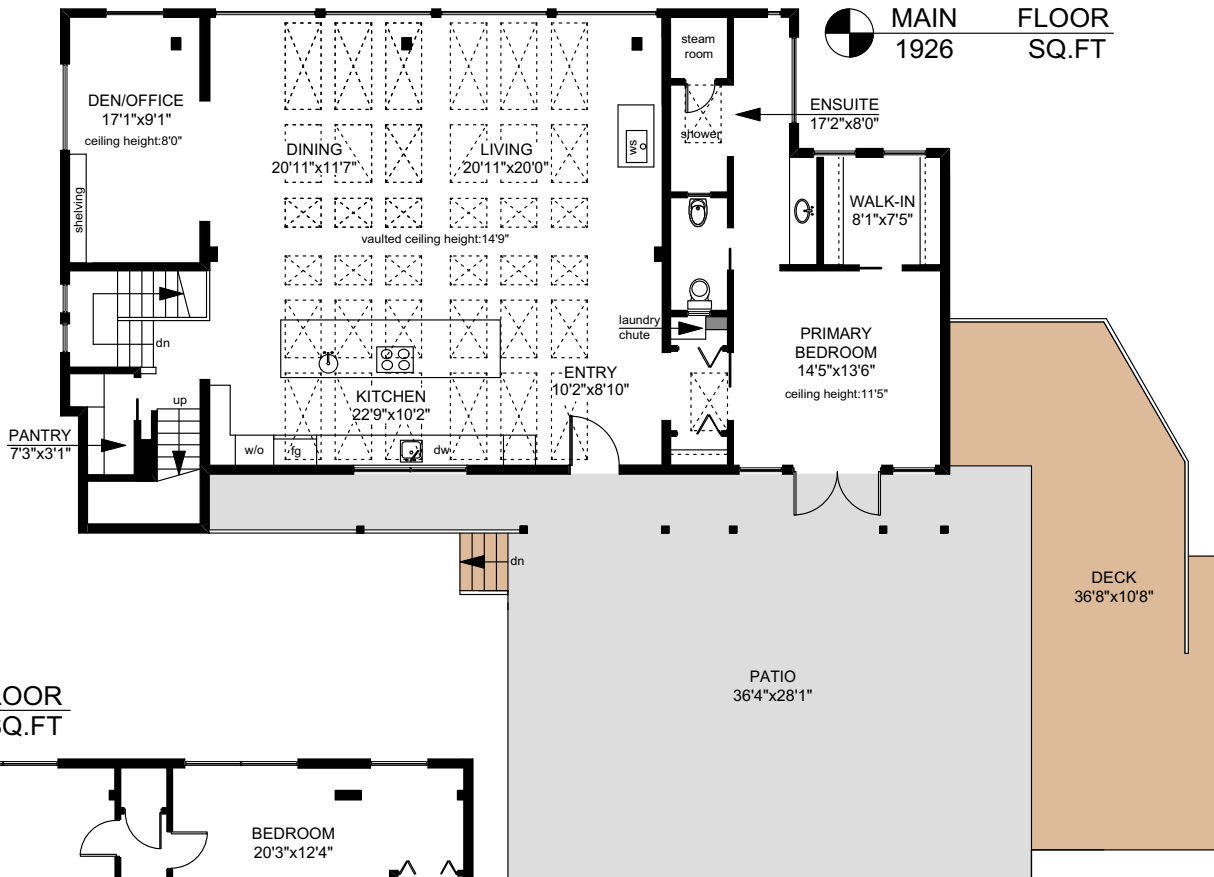 MAIN FLOOR
1926 SQ.FT
steam
room
DEN/OFFICE
17'1"x9'1"
ceiling height:8'0"
ENSUITE
17'2"x8'0"
shower
DINING
20'11"x11'7"
LIVING
20'11"x20'0"
ws
shelving
WALK-IN
8'1"x7'5"
vaulted ceiling height:14'9"
laundry
chute
dn
PRIMARY
BEDROOM
14'5"x13'6"
ceiling height:11'5"
ENTRY
10'2"x8'10"
KITCHEN
22'9"x10'2"
up
PANTRY
7'3"x3'1"
w/o
fg
dw
dn
DECK
36'8"x10'8"
PATIO
36'4"x28'1"
OOR
Q.FT
BEDROOM
20'3"x12'4"